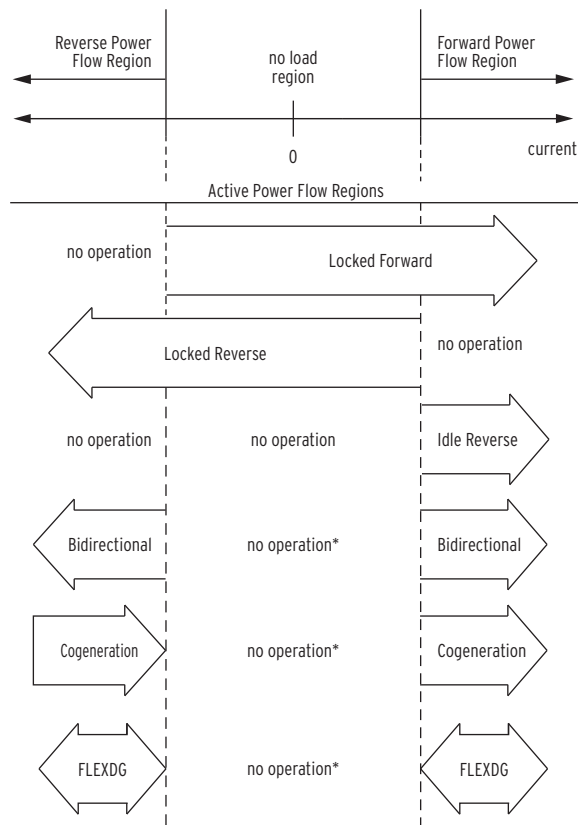 Reverse Power
Flow Region
no load
region
Forward Power
Flow Region
0
current
Active Power Flow Regions
no operation
Locked Forward
Locked Reverse
no operation
no operation
no operation
Idle Reverse
Bidirectional
no operation*
Bidirectional
Cogeneration
no operation*
Cogeneration
FLEXDG
no operation*
FLEXDG